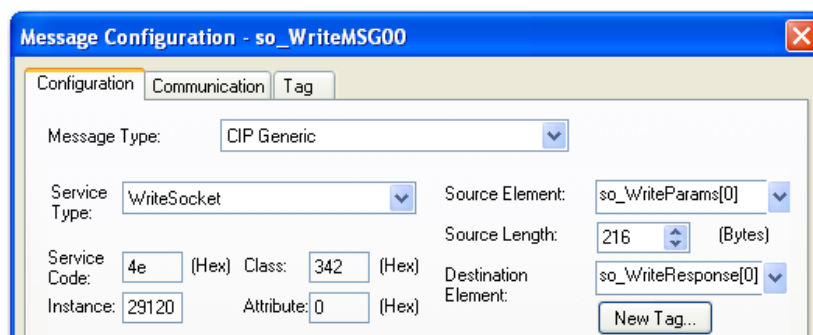 Message Configuration - so_WriteMSG00
Configuration Communication Tag
Message Type: CIP Generic
Service Type: WriteSocket
Source Element: so_WriteParams[0]
Source Length: 216 (Bytes)
Service Code: 4e (Hex) Class: 342 (Hex)
Destination Element: so_WriteResponse[0]
Instance: 29120 Attribute: 0 (Hex)
New Tag...